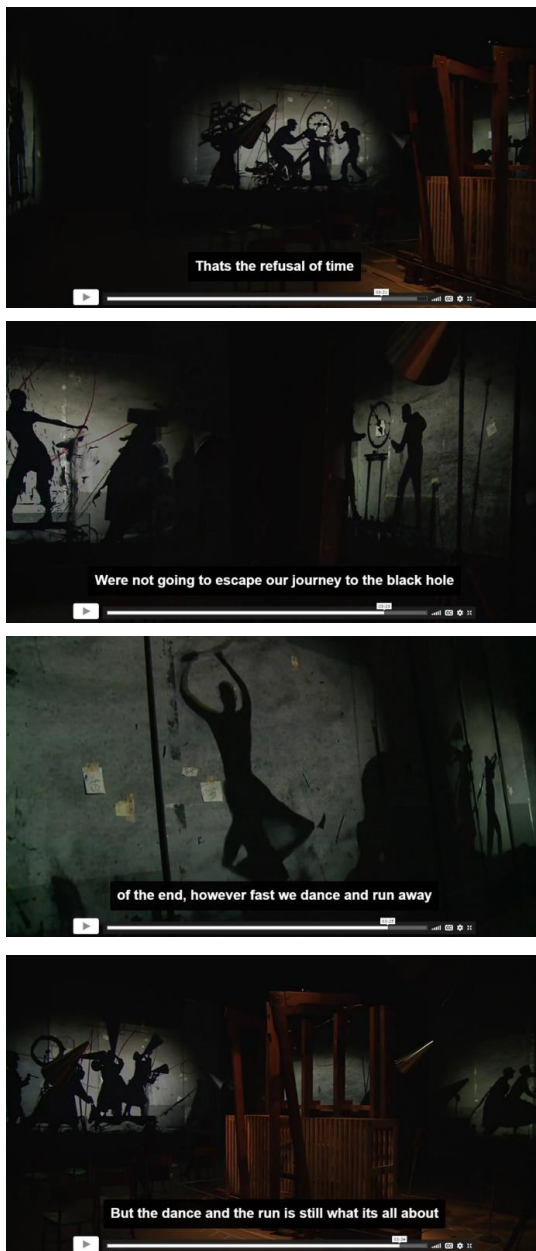 Thats the refusal of time
Were not going to escape our journey to the black hole
of the end, however fast we dance and run away
But the dance and the run is still what its all about